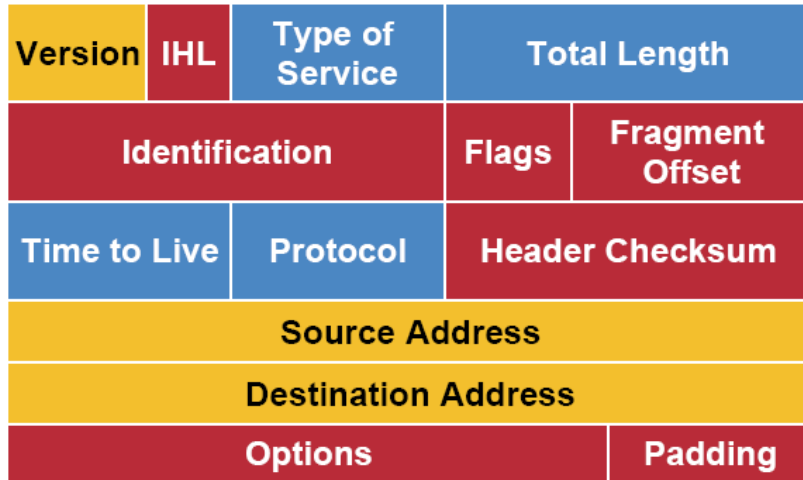 Version IHL Type of Service Total Length
Identification Flags Fragment Offset
Time to Live Protocol Header Checksum
Source Address
Destination Address
Options Padding